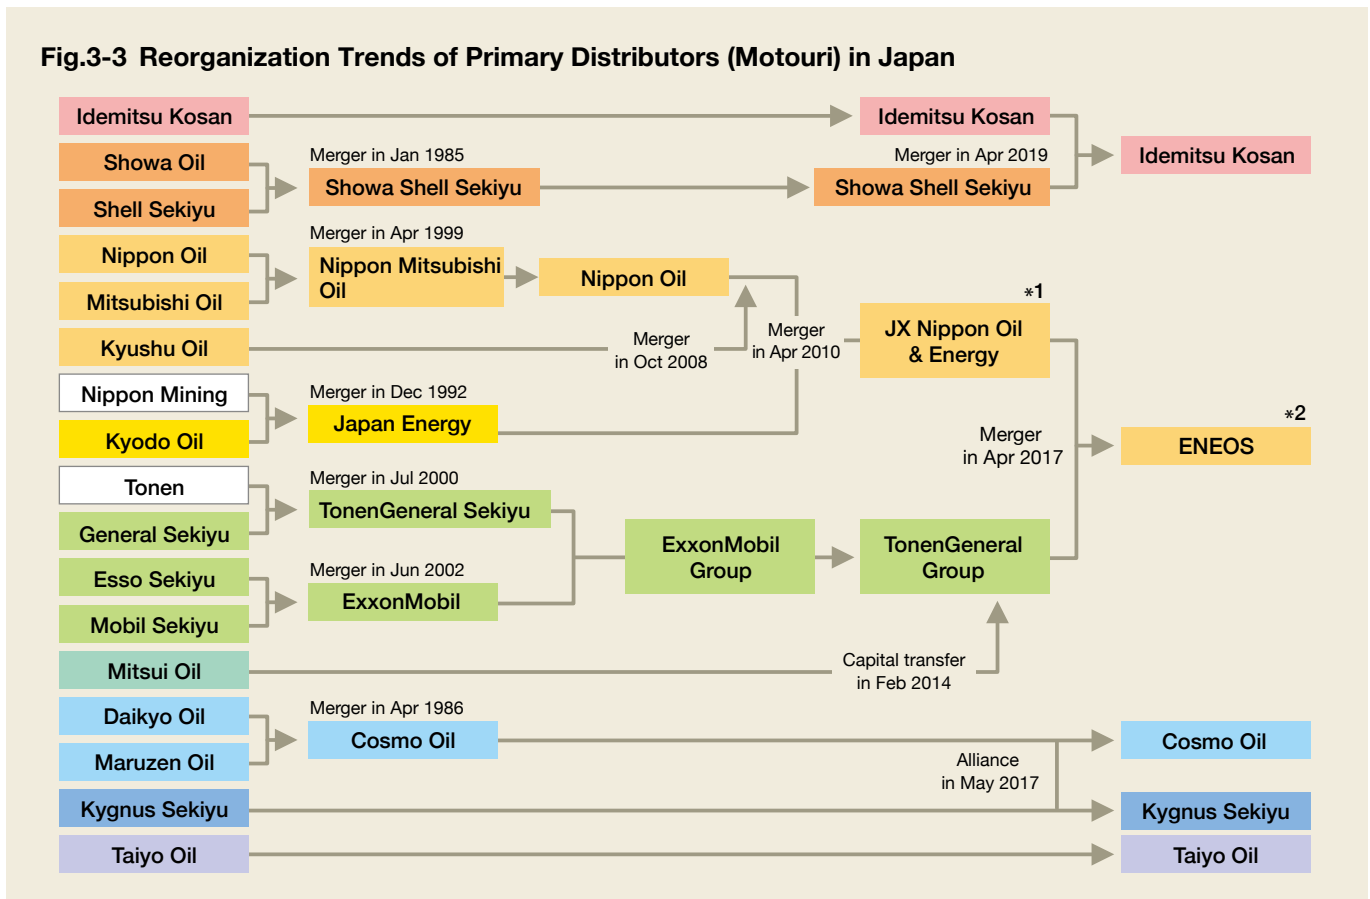 Fig.3-3 Reorganization Trends of Primary Distributors (Motouri) in Japan
Idemitsu Kosan
Idemitsu Kosan
Showa Oil
Shell Sekiyu
Merger in Jan 1985
Showa Shell Sekiyu
Merger in Apr 2019
Showa Shell Sekiyu
Idemitsu Kosan
Nippon Oil
Mitsubishi Oil
Merger in Apr 1999
Nippon Mitsubishi
Oil
Nippon Oil
Kyushu Oil
Merger
in Oct 2008
Merger
in Apr 2010
*1
JX Nippon Oil
& Energy
Nippon Mining
Kyodo Oil
Merger in Dec 1992
Japan Energy
Merger
in Apr 2017
*2
ENEOS
Tonen
General Sekiyu
Merger in Jul 2000
TonenGeneral Sekiyu
Esso Sekiyu
Mobil Sekiyu
Merger in Jun 2002
ExxonMobil
ExxonMobil
Group
TonenGeneral
Group
Mitsui Oil
Capital transfer
in Feb 2014
Daikyo Oil
Maruzen Oil
Merger in Apr 1986
Cosmo Oil
Cosmo Oil
Alliance
in May 2017
Kygnus Sekiyu
Kygnus Sekiyu
Taiyo Oil
Taiyo Oil